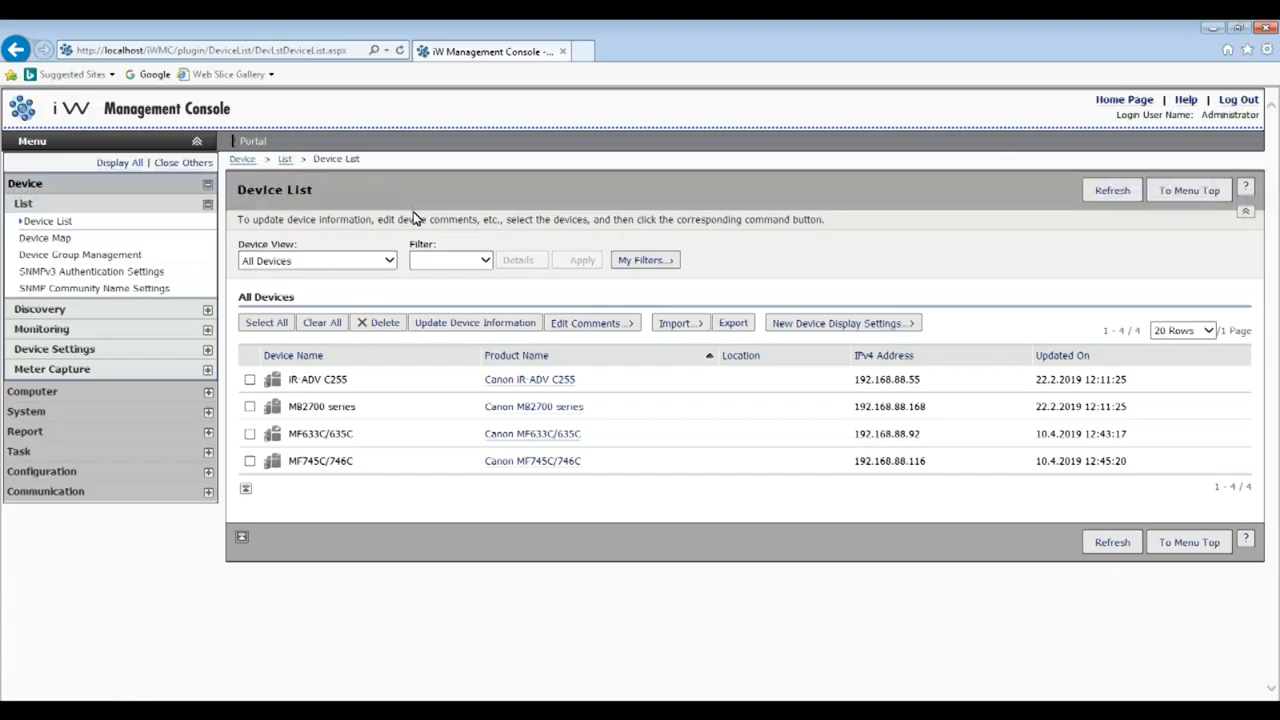 http://localhost/iWMC/plugin/DeviceList/DevLstDeviceList.aspx
iW Management Console -...
Suggested Sites
Google
Web Slice Gallery
iW Management Console
Home Page | Help | Log Out
Login User Name: Administrator
Menu
Portal
Display All | Close Others
Device > List > Device List
Device
List
Device List
Device Map
Device Group Management
SNMPv3 Authentication Settings
SNMP Community Name Settings
Discovery
Monitoring
Device Settings
Meter Capture
Computer
System
Report
Task
Configuration
Communication
Device List
Refresh
To Menu Top
?
To update device information, edit device comments, etc., select the devices, and then click the corresponding command button.
Device View:
Filter:
All Devices
Details
Apply
My Filters...>
All Devices
Select All
Clear All
Delete
Update Device Information
Edit Comments...>
Import...>
Export
New Device Display Settings...>
1 - 4 / 4
20 Rows
/1 Page
Device Name Product Name Location IPv4 Address Updated On
iR-ADV C255 Canon iR-ADV C255 192.168.88.55 22.2.2019 12:11:25
MB2700 series Canon MB2700 series 192.168.88.168 22.2.2019 12:11:25
MF633C/635C Canon MF633C/635C 192.168.88.92 10.4.2019 12:43:17
MF745C/746C Canon MF745C/746C 192.168.88.116 10.4.2019 12:45:20
1 - 4 / 4
Refresh
To Menu Top
?